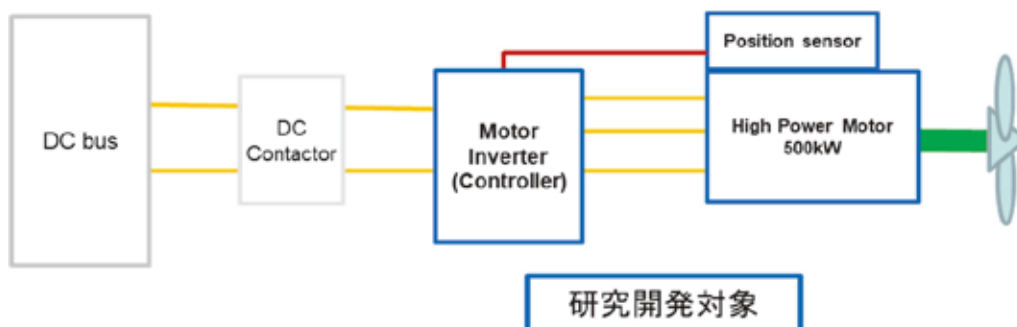 DC bus
DC
Contactor
Motor
Inverter
(Controller)
Position sensor
High Power Motor
500kW
研究開発対象